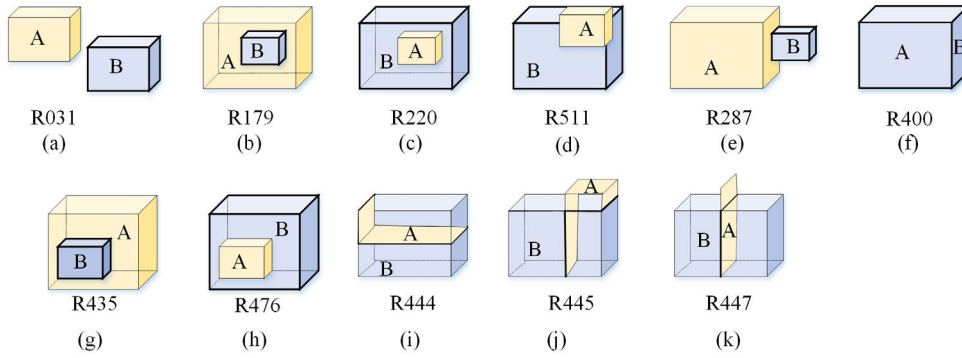 A B
A B
A B
A B
A B
A B
R031 R179 R220 R511 R287 R400
(a) (b) (c) (d) (e) (f)
A B
B A
A B
A B
B A
R435 R476 R444 R445 R447
(g) (h) (i) (j) (k)